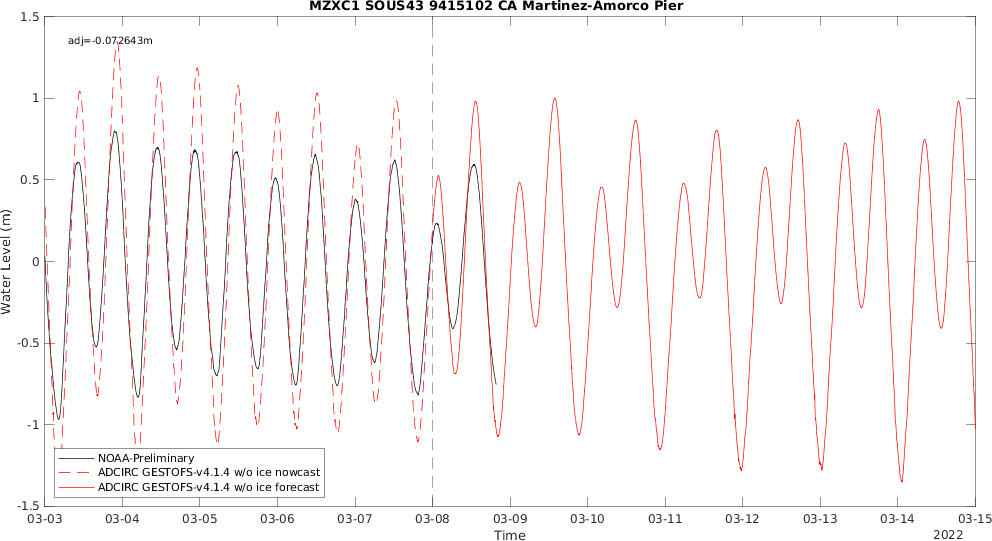 MZXC1 SOUS43 9415102 CA Martinez-Amorco Pier
adj=-0.072643m
1.5
1
0.5
0
-0.5
-1
-1.5
Water Level (m)
NOAA-Preliminary
ADCIRC GESTOFS-v4.1.4 w/o ice nowcast
ADCIRC GESTOFS-v4.1.4 w/o ice forecast
03-03 03-04 03-05 03-06 03-07 03-08 03-09 03-10 03-11 03-12 03-13 03-14 03-15
Time
2022